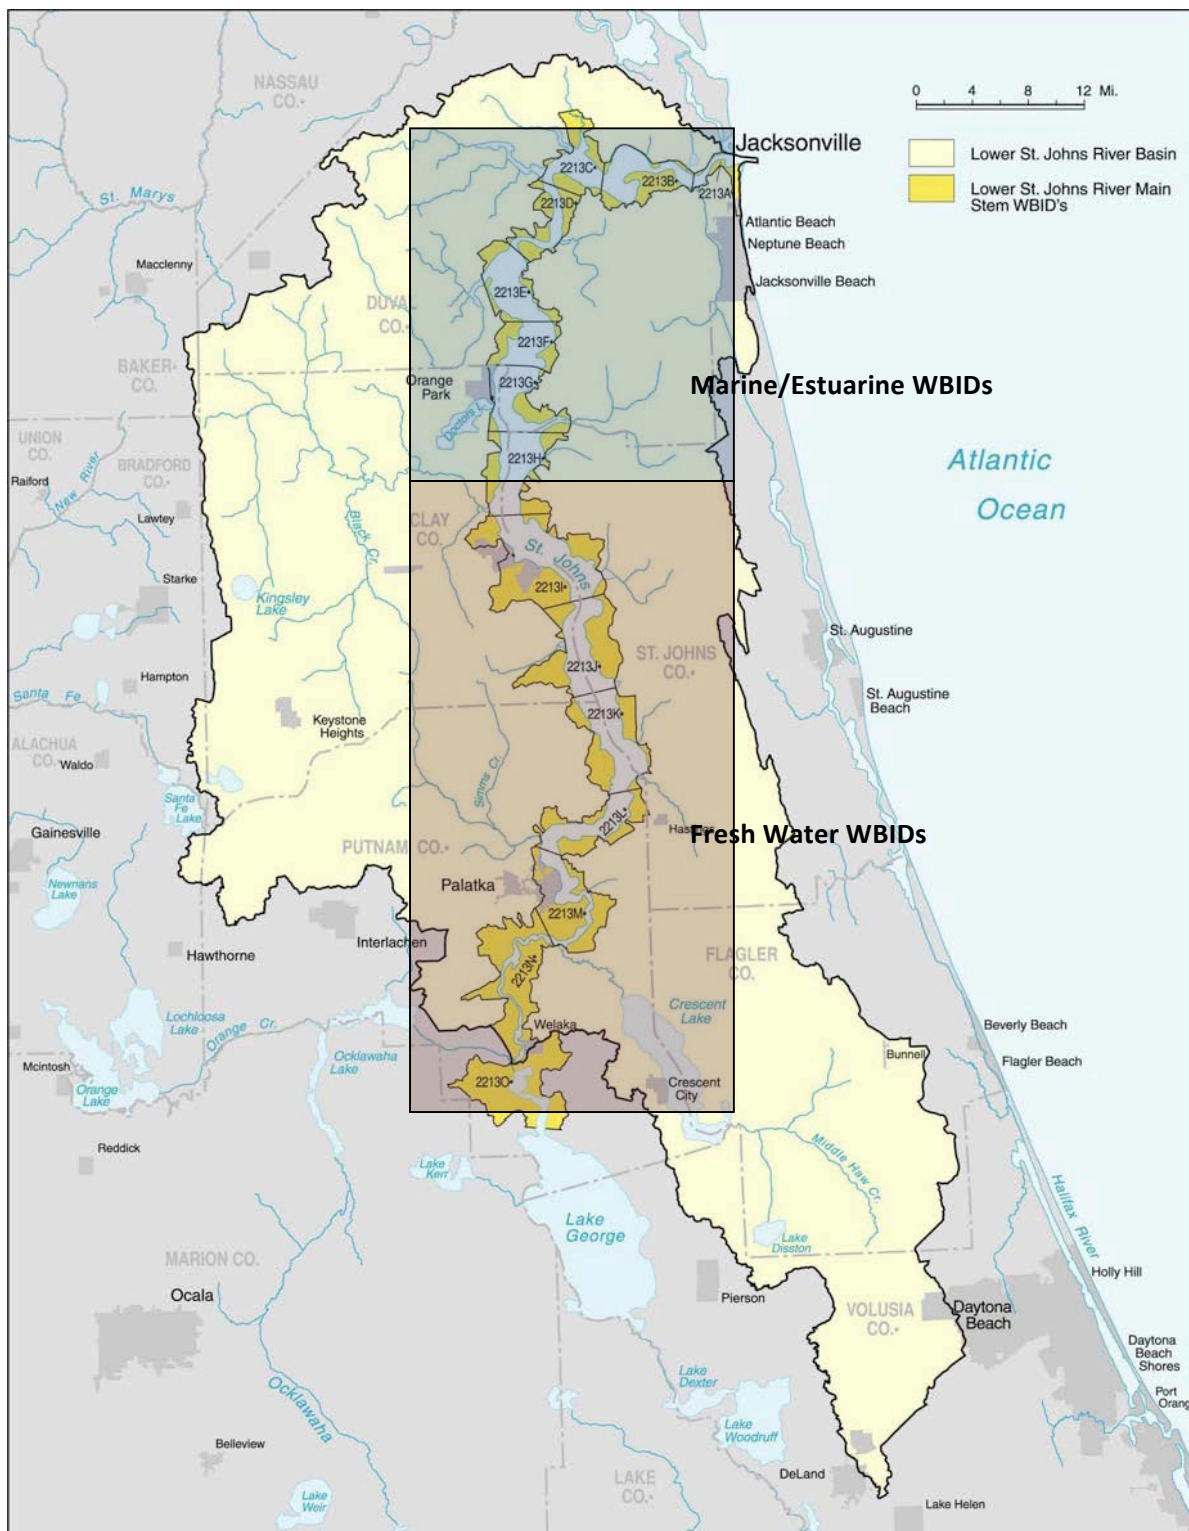 NASSAU
CO.
0 4 8 12 Mi.
Jacksonville
Lower St. Johns River Basin
Lower St. Johns River Main
Stem WBID's
St. Marys
2213C
2213B
2213A
2213D
Atlantic Beach
Neptune Beach
Macclenny
Jacksonville Beach
2213E
DUVAL
CO.
2213F
BAKER
CO.
Orange
Park
2213G
Marine/Estuarine WBIDs
Doctors L.
UNION
CO.
BRADFORD
CO.
2213H
Atlantic
Ocean
Raiford
New River
Lawtey
Black Cr.
CLAY
CO.
St. Johns
Starke
2213I
Kingsley
Lake
St. Augustine
ST. JOHNS
CO.
2213J
Hampton
Santa Fe
St. Augustine
Beach
2213K
Keystone
Heights
ALACHUA
CO.
Waldo
Simms Cr.
Santa
Fe
Lake
2213L
Gainesville
Fresh Water WBIDs
PUTNAM CO.
Newnans
Lake
Palatka
2213M
Interlachen
Hawthorne
FLAGLER
CO.
2213N
Crescent
Lake
Lochloosa
Lake
Orange Cr.
Welaka
Beverly Beach
Ocklawaha
Lake
Bunnell
Flagler Beach
Mcintosh
Orange
Lake
2213O
Crescent
City
Reddick
Middle Haw Cr.
Lake
Kerr
Halifax River
Lake
George
Lake
Disston
MARION CO.
Holly Hill
Ocala
Pierson
VOLUSIA
CO.
Daytona
Beach
Daytona
Beach
Shores
Lake
Dexter
Port
Orang
Ocklawaha
Lake
Woodruff
Belleview
DeLand
LAKE
CO.
Lake
Weir
Lake Helen